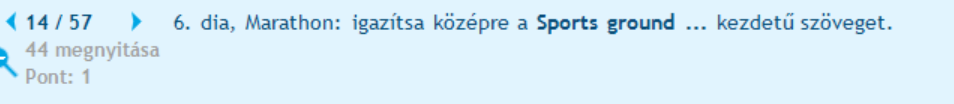 14 / 57 6. dia, Marathon: igazítsa középre a Sports ground ... kezdetű szöveget.
44 megnyitása
Pont: 1